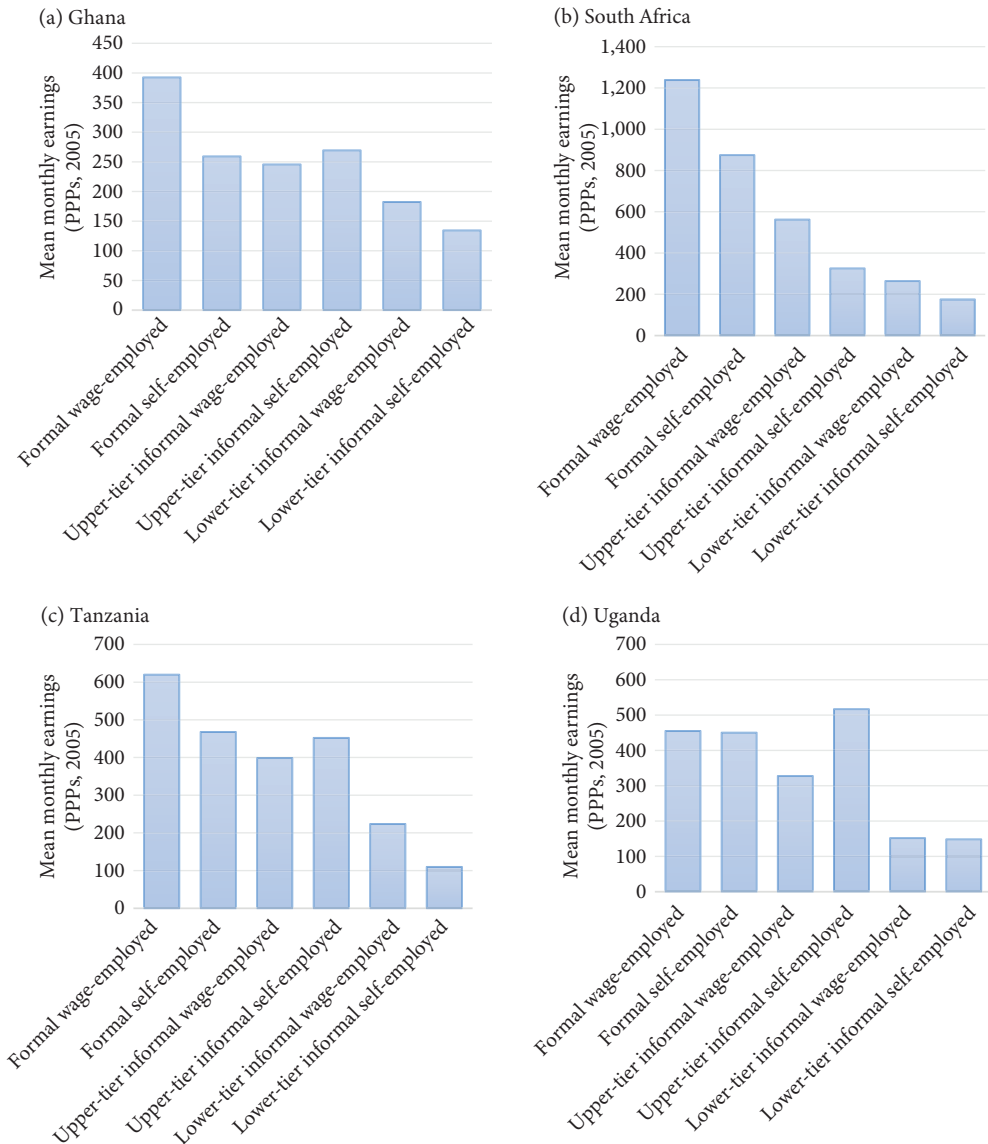 (a) Ghana
Mean monthly earnings
(PPPs, 2005)
450
400
350
300
250
200
150
100
50
0
Formal wage-employed
Formal self-employed
Upper-tier informal wage-employed
Upper-tier informal self-employed
Lower-tier informal wage-employed
Lower-tier informal self-employed
(b) South Africa
Mean monthly earnings
(PPPs, 2005)
1,400
1,200
1,000
800
600
400
200
0
Formal wage-employed
Formal self-employed
Upper-tier informal wage-employed
Upper-tier informal self-employed
Lower-tier informal wage-employed
Lower-tier informal self-employed
(c) Tanzania
Mean monthly earnings
(PPPs, 2005)
700
600
500
400
300
200
100
0
Formal wage-employed
Formal self-employed
Upper-tier informal wage-employed
Upper-tier informal self-employed
Lower-tier informal wage-employed
Lower-tier informal self-employed
(d) Uganda
Mean monthly earnings
(PPPs, 2005)
700
600
500
400
300
200
100
0
Formal wage-employed
Formal self-employed
Upper-tier informal wage-employed
Upper-tier informal self-employed
Lower-tier informal wage-employed
Lower-tier informal self-employed